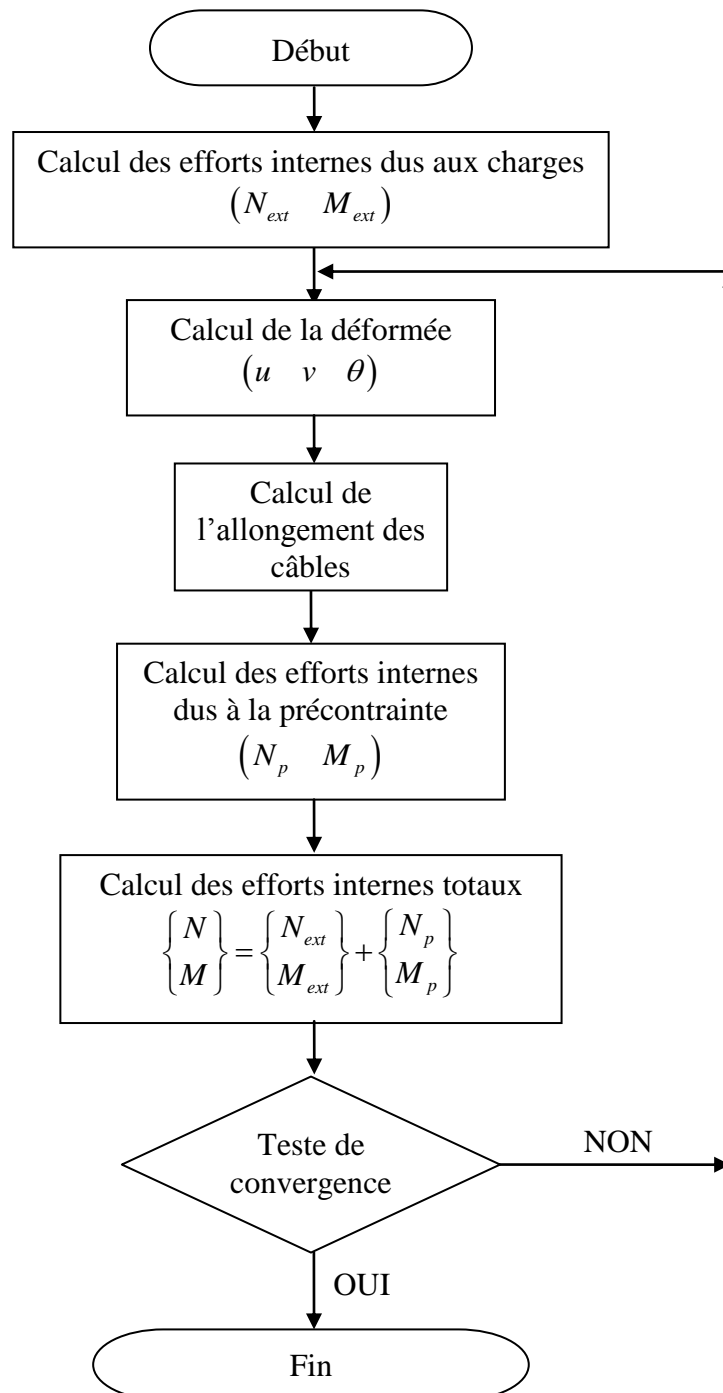 Début
Calcul des efforts internes dus aux charges
(N_ext M_ext)
Calcul de la déformée
(u v θ)
Calcul de
l’allongement des
câbles
Calcul des efforts internes
dus à la précontrainte
(N_p M_p)
Calcul des efforts internes totaux
{N M} = {N_ext M_ext} + {N_p M_p}
Teste de
convergence
NON
OUI
Fin